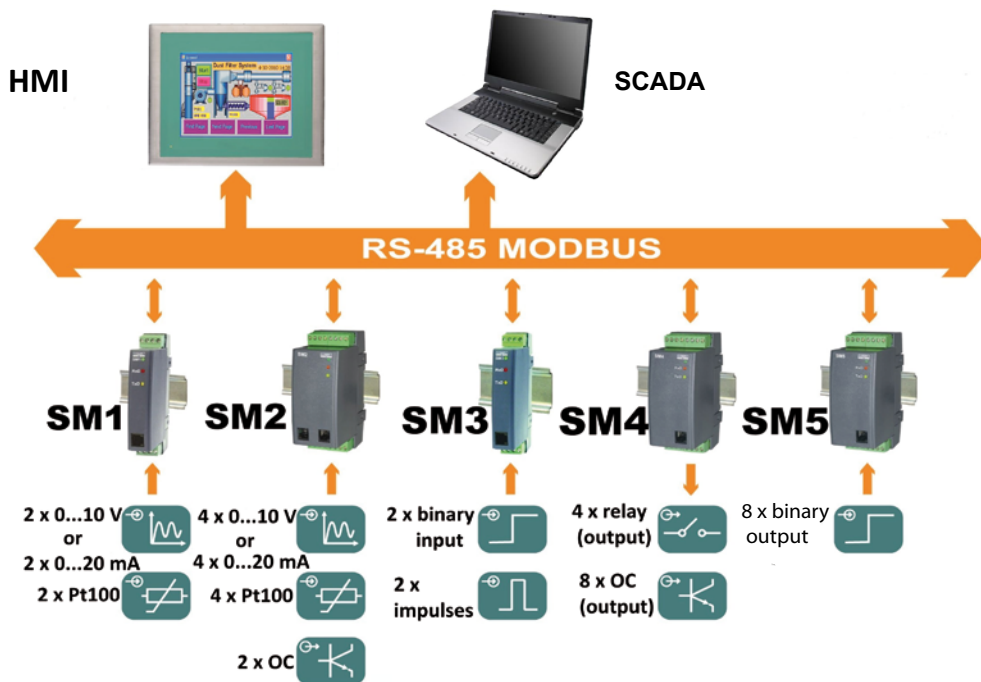 HMI
SCADA
Dual Filter System
RS-485 MODBUS
SM1
SM2
SM3
SM4
SM5
2 x 0...10 V
or
2 x 0...20 mA
2 x Pt100
4 x 0...10 V
or
4 x 0...20 mA
4 x Pt100
2 x OC
2 x binary
input
2 x
impulses
4 x relay
(output)
8 x OC
(output)
8 x binary
output